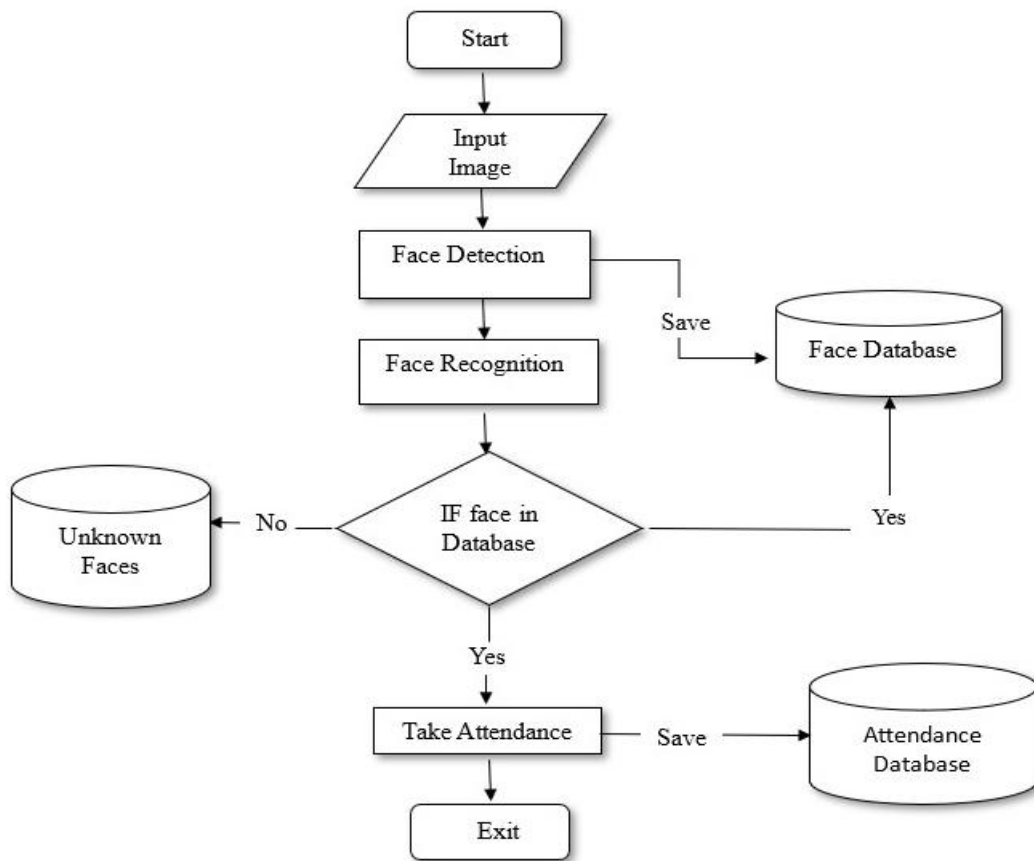 Start
Input
Image
Face Detection
Save
Face Database
Face Recognition
IF face in
Database
No
Unknown
Faces
Yes
Yes
Take Attendance
Save
Attendance
Database
Exit